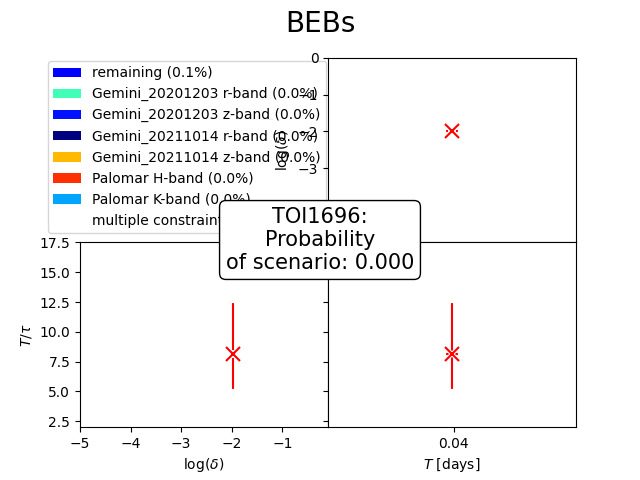 BEBs
remaining (0.1%)
Gemini_20201203 r-band (0.0%)
Gemini_20201203 z-band (0.0%)
Gemini_20211014 r-band (0.0%)
Gemini_20211014 z-band (0.0%)
Palomar H-band (0.0%)
Palomar K-band (0.0%)
multiple constraint
0
−1
−2
−3
log(δ)
TOI1696:
Probability
of scenario: 0.000
17.5
15.0
12.5
10.0
7.5
5.0
2.5
T/τ
−5
−4
−3
−2
−1
log(δ)
0.04
T [days]